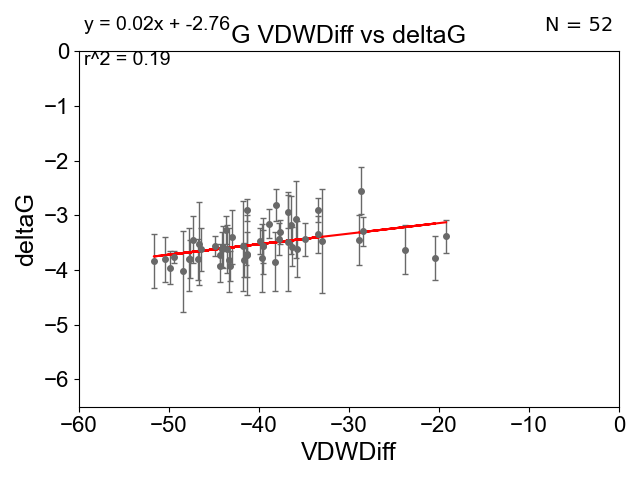 y = 0.02x + -2.76
N = 52
G VDWDiff vs deltaG
r^2 = 0.19
0
−1
−2
−3
−4
−5
−6
deltaG
−60
−50
−40
−30
−20
−10
0
VDWDiff